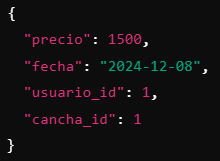 {
  "precio": 1500,
  "fecha": "2024-12-08",
  "usuario_id": 1,
  "cancha_id": 1
}